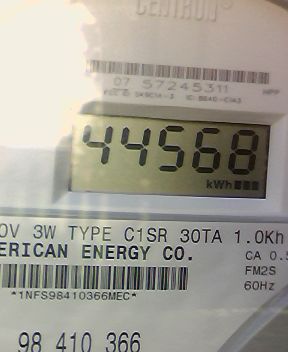 CENTRON®
07 57245311
44568
kWh
0V 3W TYPE C1SR 30TA 1.0Kh
ERICAN ENERGY CO.
CA 0.5
FM2S
*1NFS98410366MEC*
60Hz
98 410 366